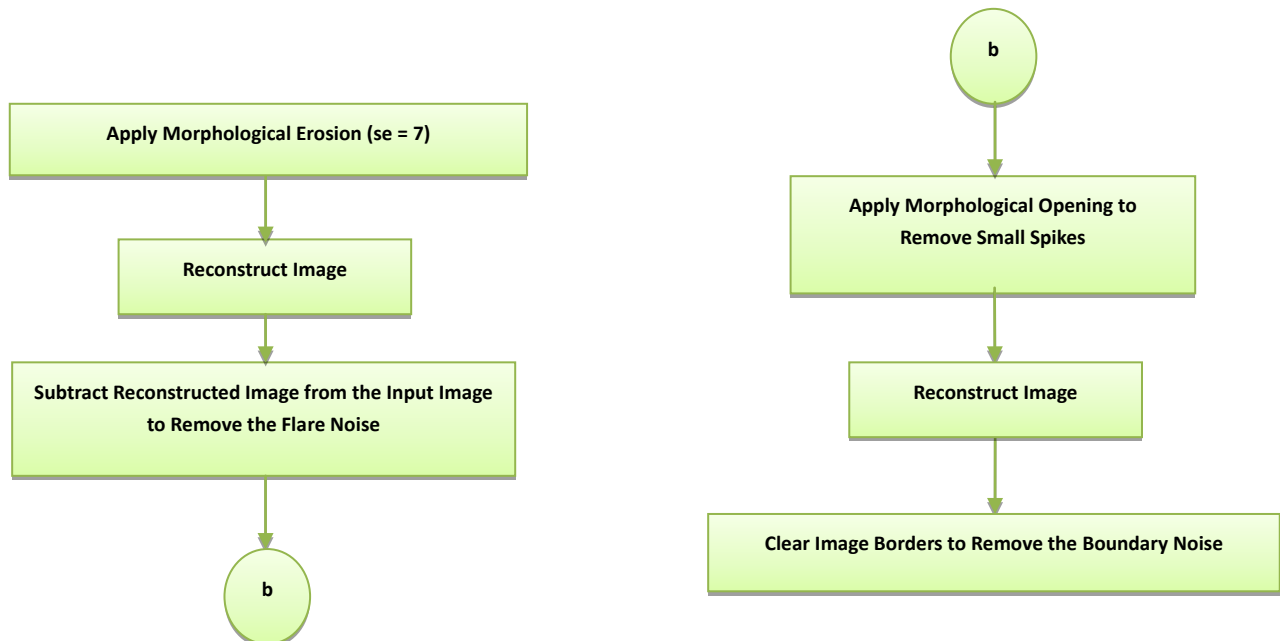 Apply Morphological Erosion (se = 7)
Reconstruct Image
Subtract Reconstructed Image from the Input Image
to Remove the Flare Noise
b
b
Apply Morphological Opening to
Remove Small Spikes
Reconstruct Image
Clear Image Borders to Remove the Boundary Noise